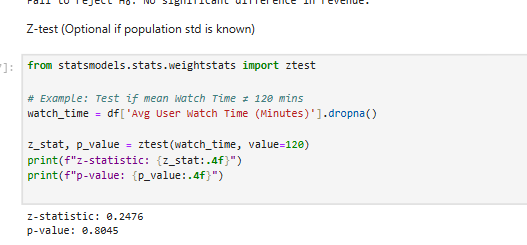 Fail to reject H₀: No significant difference in revenue.
Z-test (Optional if population std is known)
]:
from statsmodels.stats.weightstats import ztest
# Example: Test if mean Watch Time ≠ 120 mins
watch_time = df['Avg User Watch Time (Minutes)'].dropna()
z_stat, p_value = ztest(watch_time, value=120)
print(f"z-statistic: {z_stat:.4f}")
print(f"p-value: {p_value:.4f}")
z-statistic: 0.2476
p-value: 0.8045